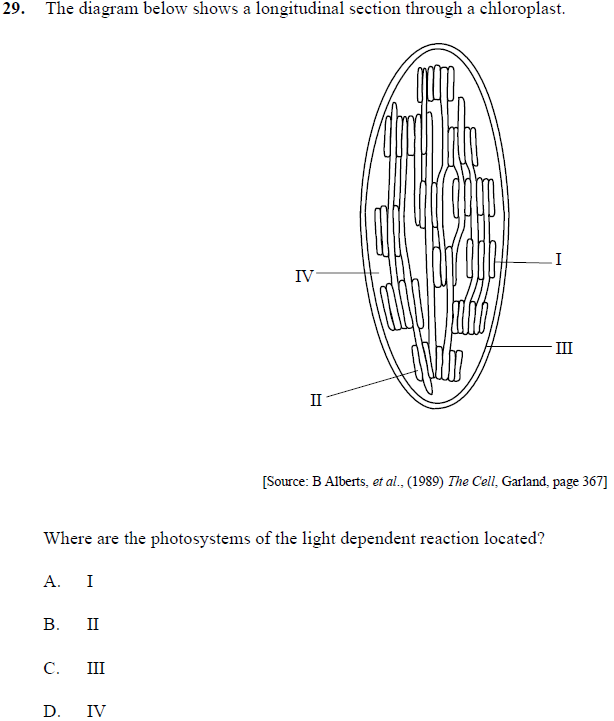 29. The diagram below shows a longitudinal section through a chloroplast.
I
IV
III
II
[Source: B Alberts, et al., (1989) The Cell, Garland, page 367]
Where are the photosystems of the light dependent reaction located?
A. I
B. II
C. III
D. IV